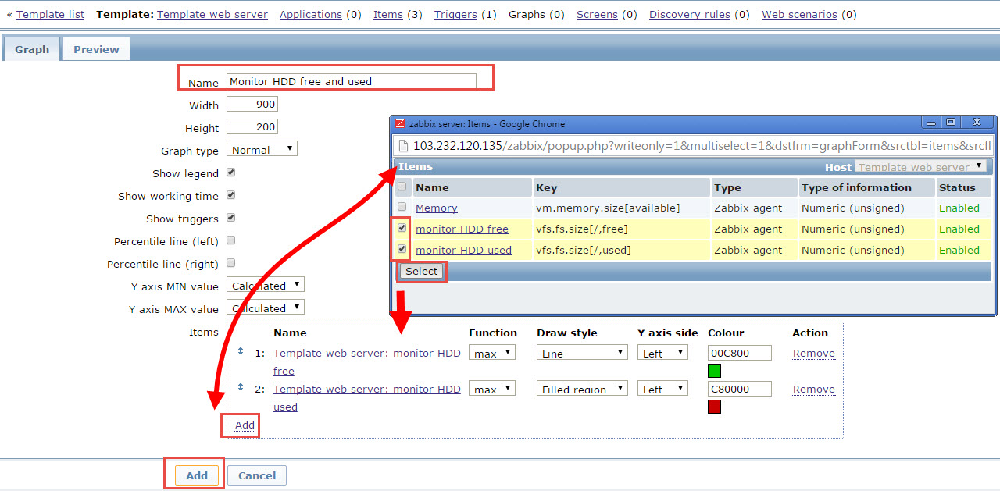 « Template list Template: Template web server Applications (0) Items (3) Triggers (1) Graphs (0) Screens (0) Discovery rules (0) Web scenarios (0)
Graph Preview
Name Monitor HDD free and used
Width 900
Height 200
Graph type Normal
Show legend
Show working time
Show triggers
Percentile line (left)
Percentile line (right)
Y axis MIN value Calculated
Y axis MAX value Calculated
zabbix server: Items - Google Chrome
103.232.120.135/zabbix/popup.php?writeonly=1&multiselect=1&dstfrm=graphForm&srctbl=items&srcfl
Items Host Template web server
Name Key Type Type of information Status
Memory vm.memory.size[available] Zabbix agent Numeric (unsigned) Enabled
monitor HDD free vfs.fs.size[/,free] Zabbix agent Numeric (unsigned) Enabled
monitor HDD used vfs.fs.size[/,used] Zabbix agent Numeric (unsigned) Enabled
Select
Items Name Function Draw style Y axis side Colour Action
1: Template web server: monitor HDD max Line Left 00C800 Remove
free
2: Template web server: monitor HDD max Filled region Left C80000 Remove
used
Add
Add Cancel